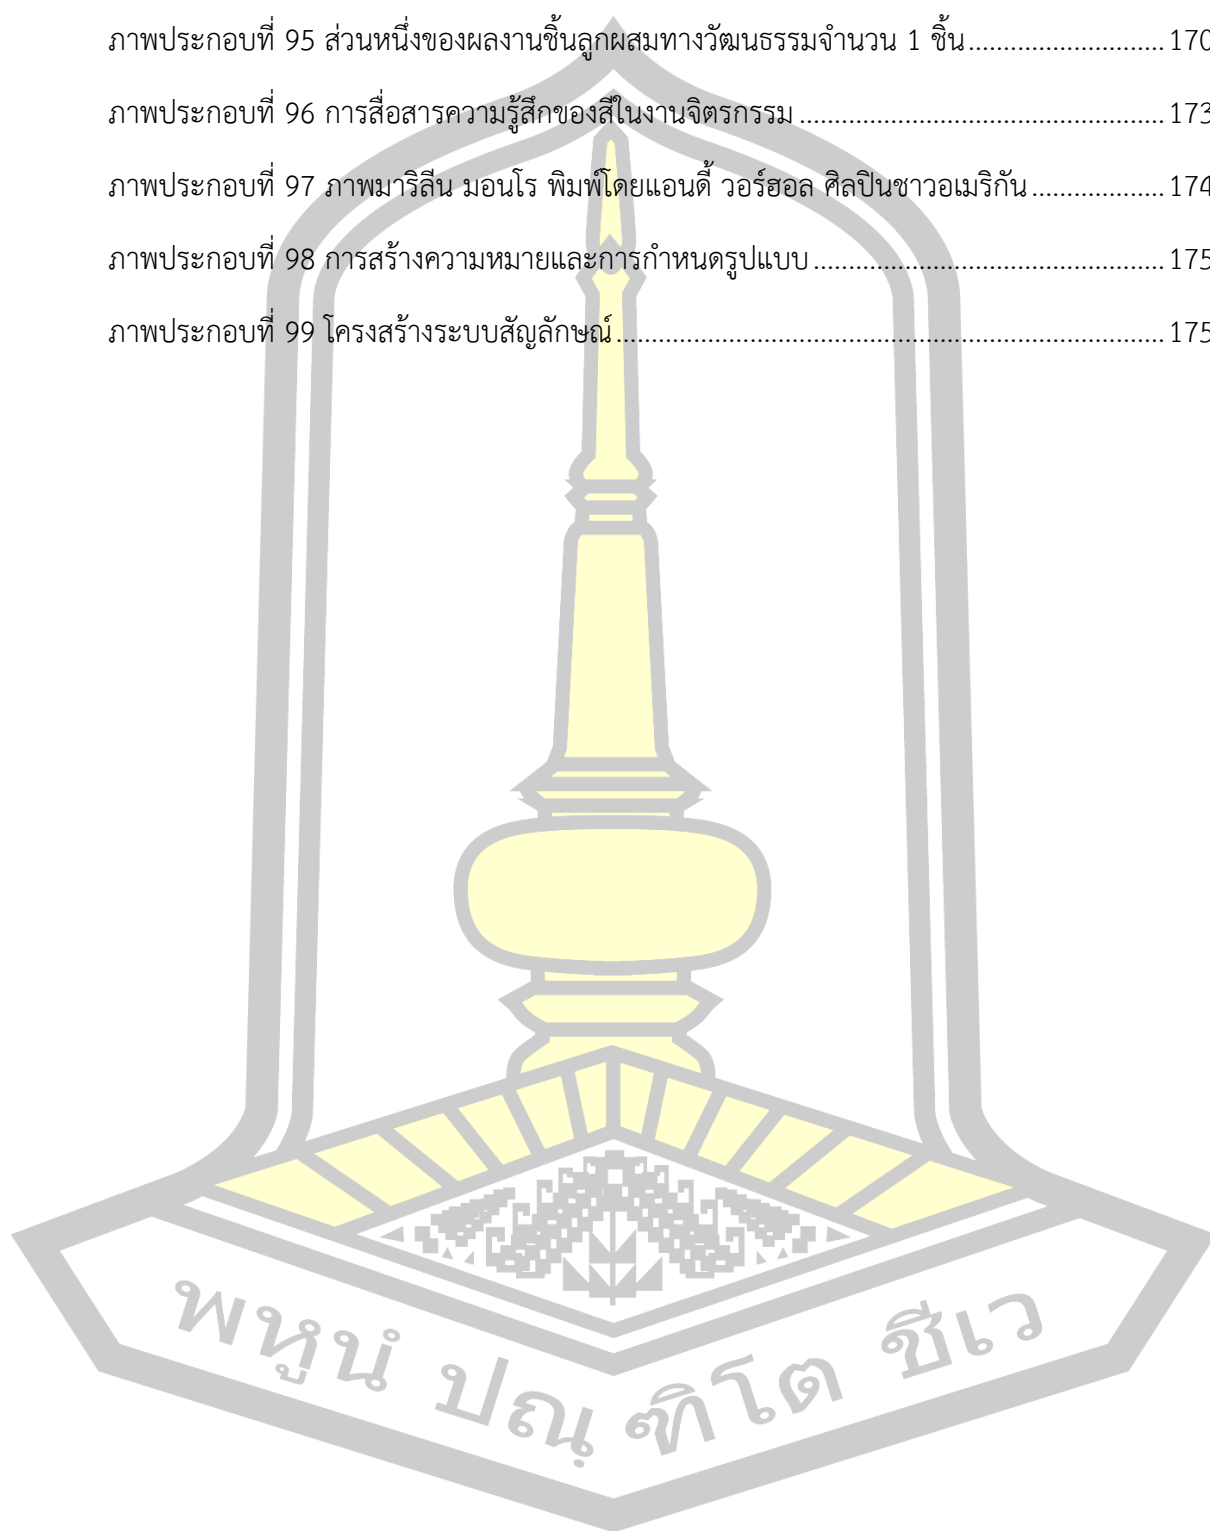 ภาพประกอบที่ 95 ส่วนหนึ่งของผลงานชิ้นลูกผสมทางวัฒนธรรมจำนวน 1 ชิ้น .......................... 170
ภาพประกอบที่ 96 การสื่อสารความรู้สึกของสีในงานจิตรกรรม ................................................ 173
ภาพประกอบที่ 97 ภาพมาริลีน มอนโร พิมพ์โดยแอนดี้ วอร์ฮอล ศิลปินชาวอเมริกัน ................. 174
ภาพประกอบที่ 98 การสร้างความหมายและการกำหนดรูปแบบ .............................................. 175
ภาพประกอบที่ 99 โครงสร้างระบบสัญลักษณ์ ........................................................................ 175
พหูนํ ปณฺฑิโต ชีเว